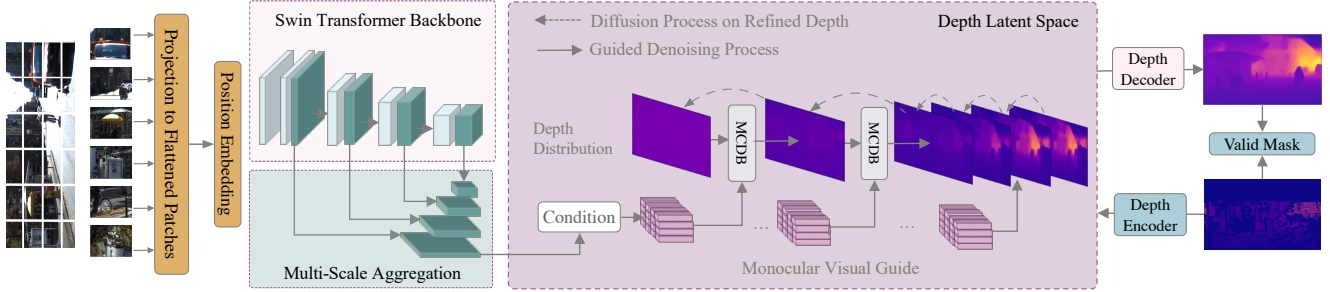 Projection to Flattened Patches
Position Embedding
Swin Transformer Backbone
Multi-Scale Aggregation
Diffusion Process on Refined Depth
Guided Denoising Process
Depth Latent Space
Depth
Distribution
MCDB
MCDB
Condition
...
...
Monocular Visual Guide
Depth
Decoder
Valid Mask
Depth
Encoder